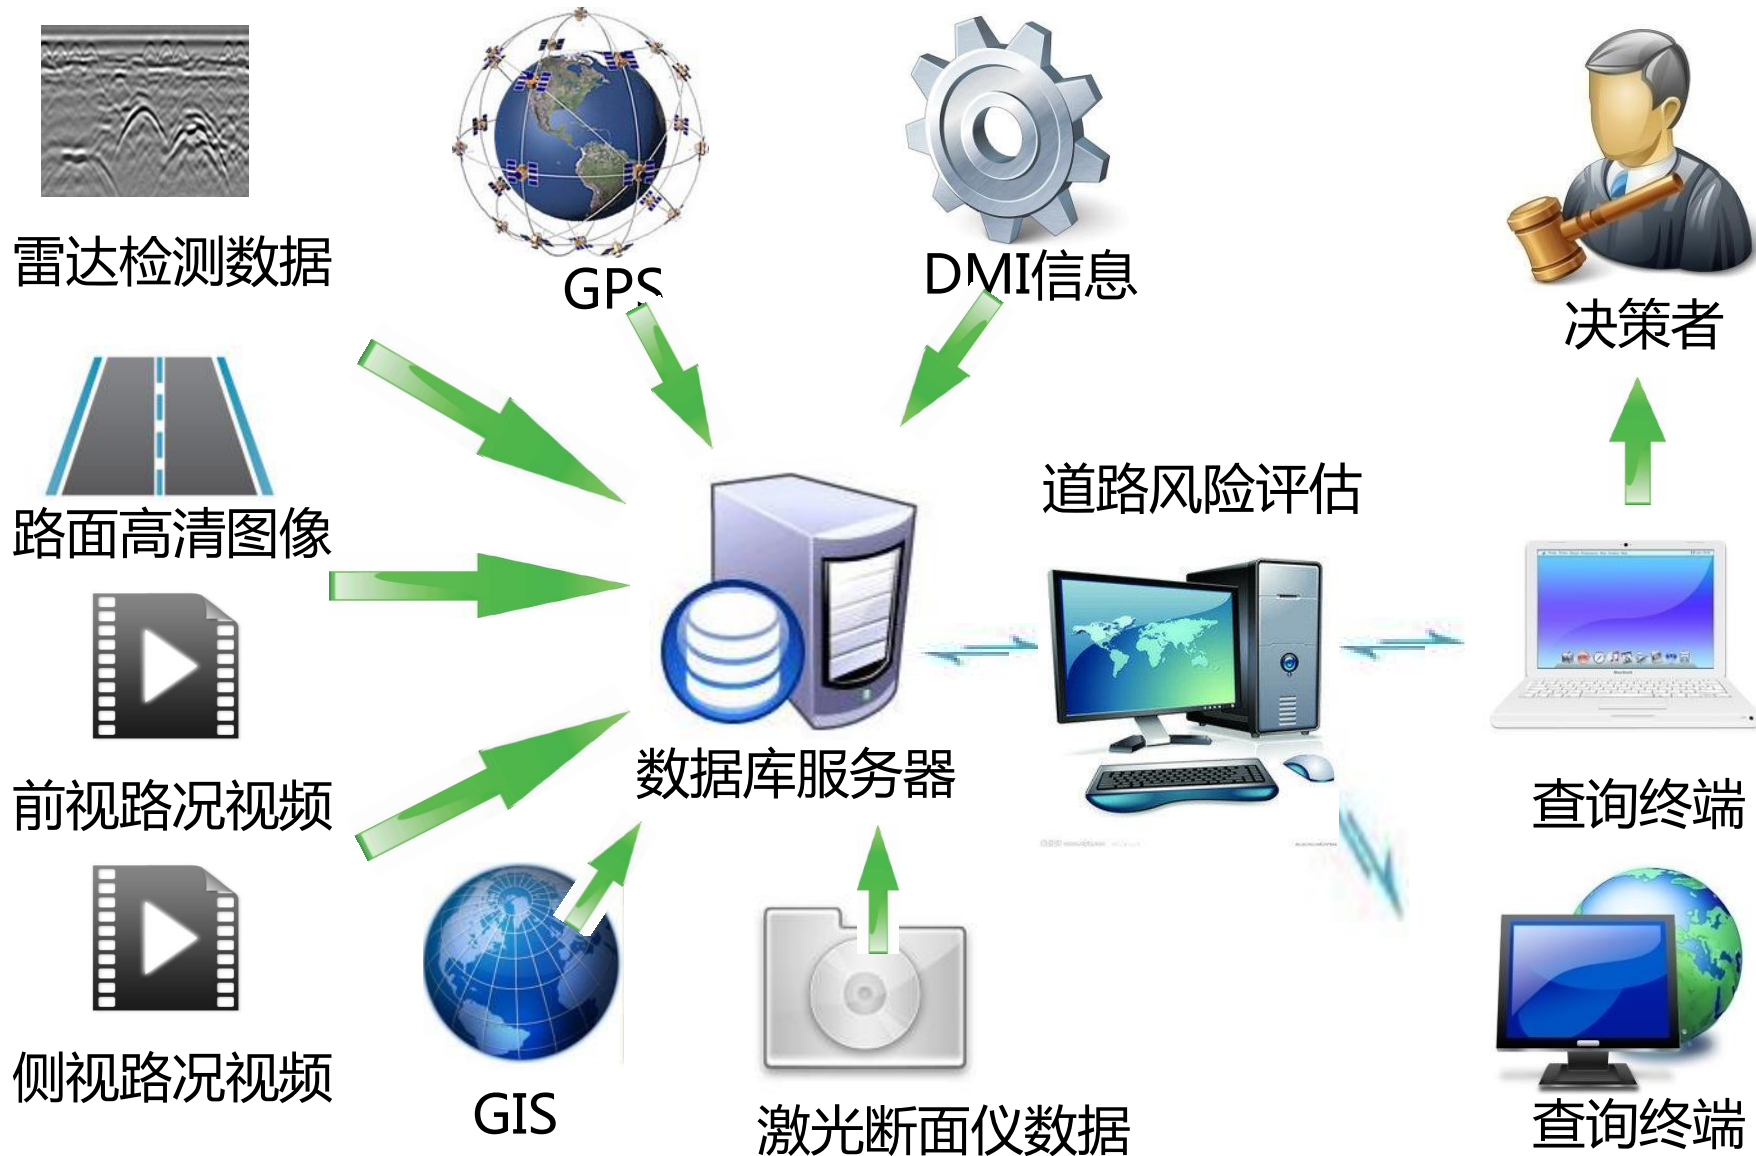 雷达检测数据
GPS
DMI信息
决策者
路面高清图像
道路风险评估
前视路况视频
数据库服务器
查询终端
侧视路况视频
GIS
激光断面仪数据
查询终端